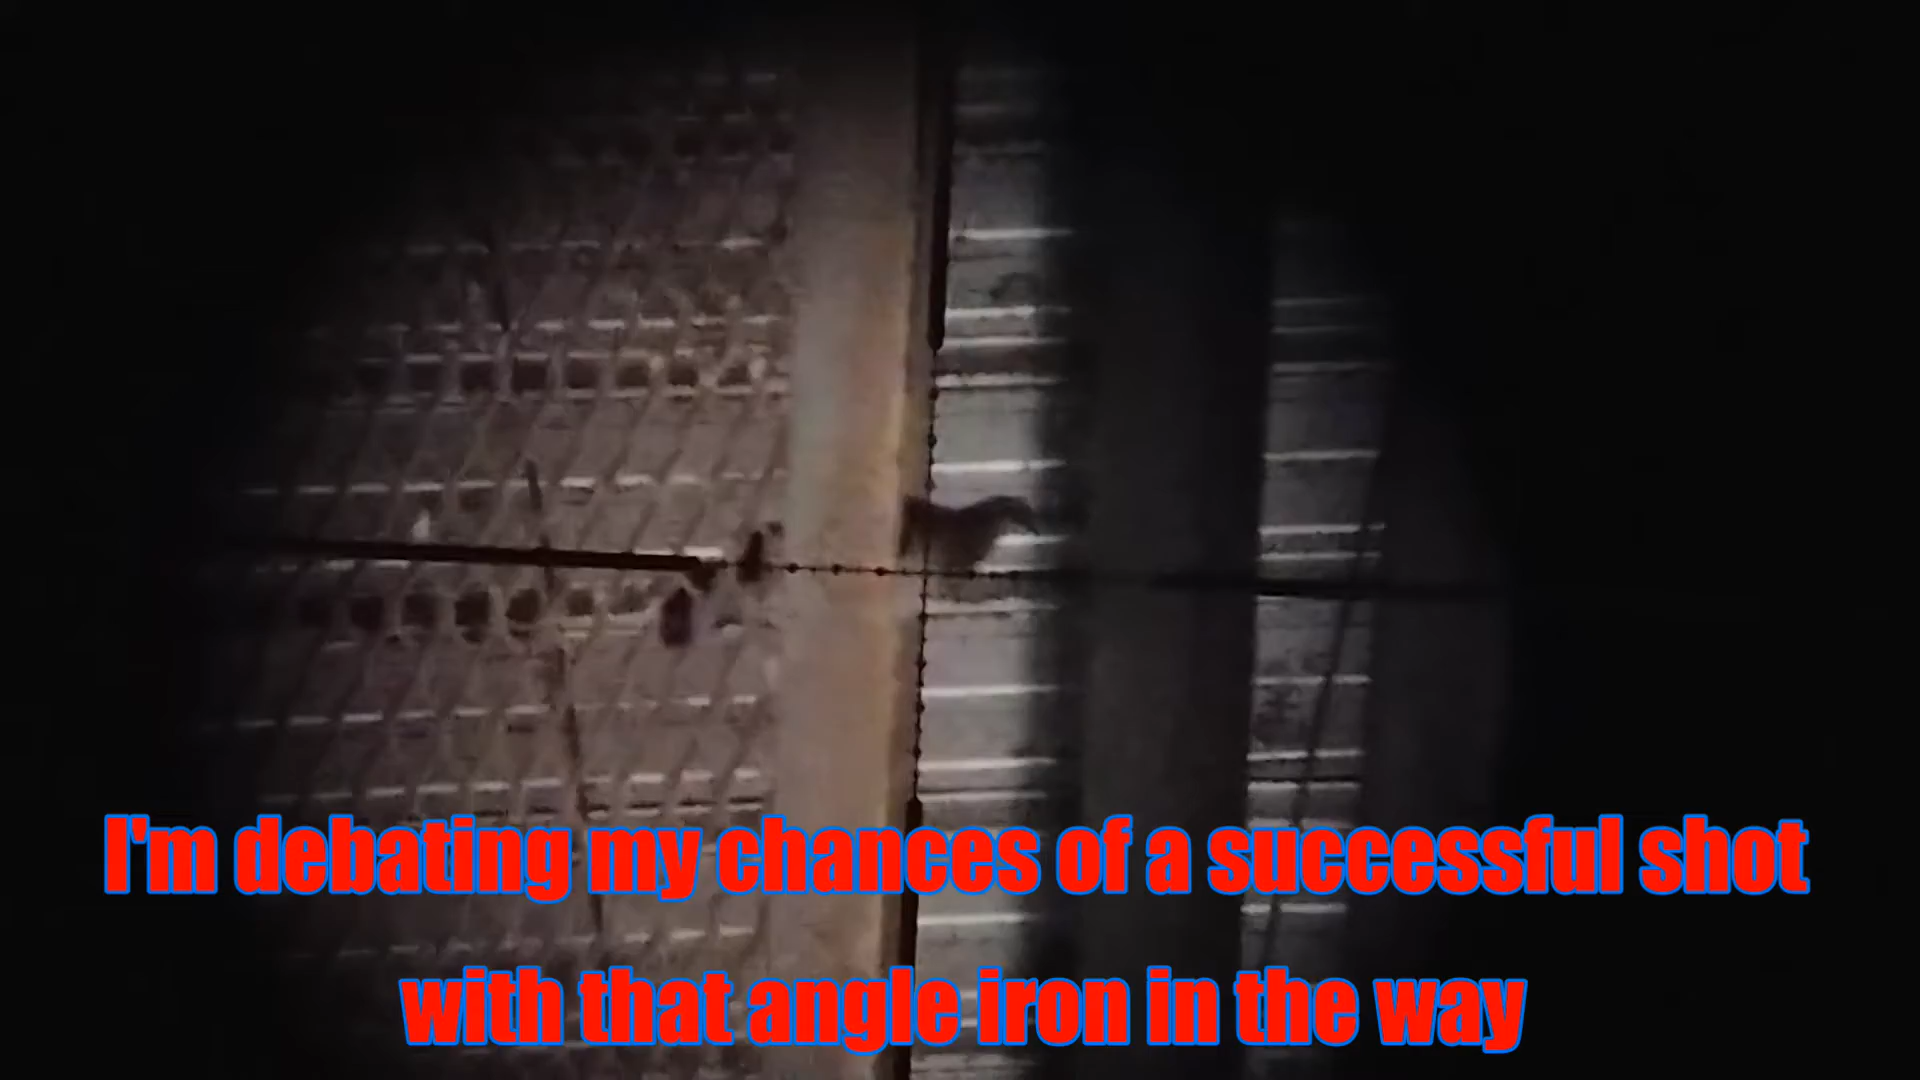 I'm debating my chances of a successful shot
with that angle iron in the way